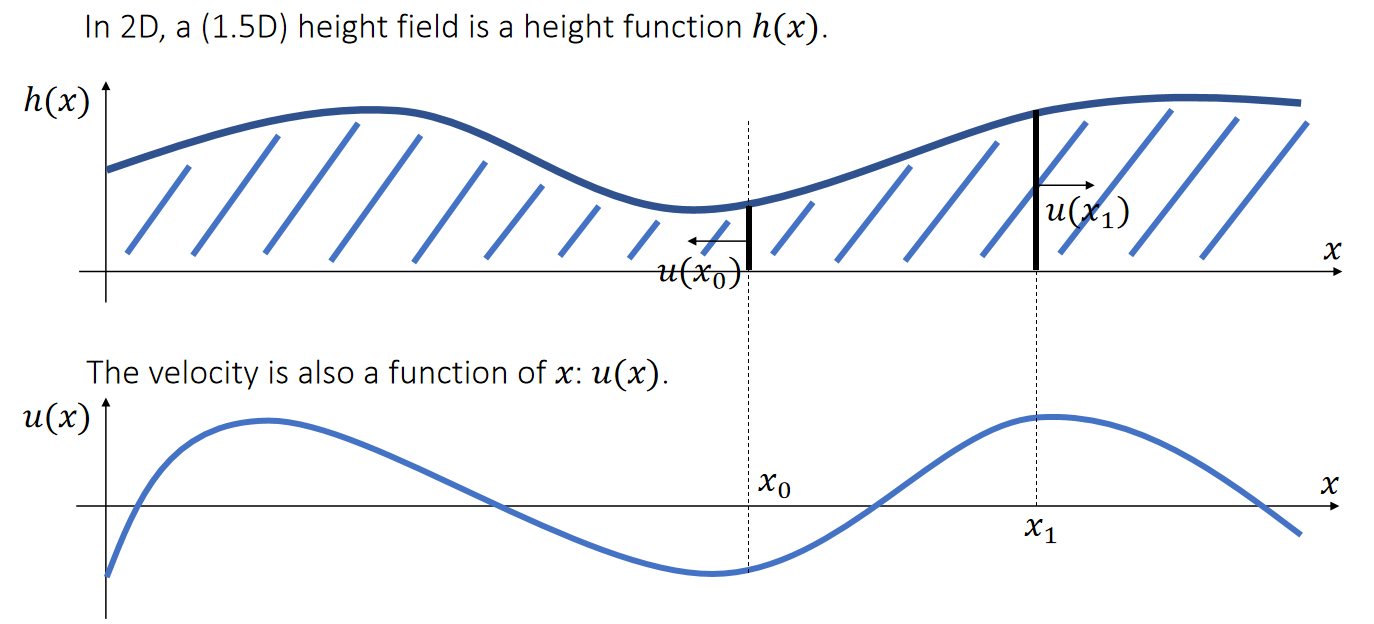 In 2D, a (1.5D) height field is a height function h(x).
h(x)
u(x₁)
x
u(x₀)
The velocity is also a function of x: u(x).
u(x)
x₀
x
x₁